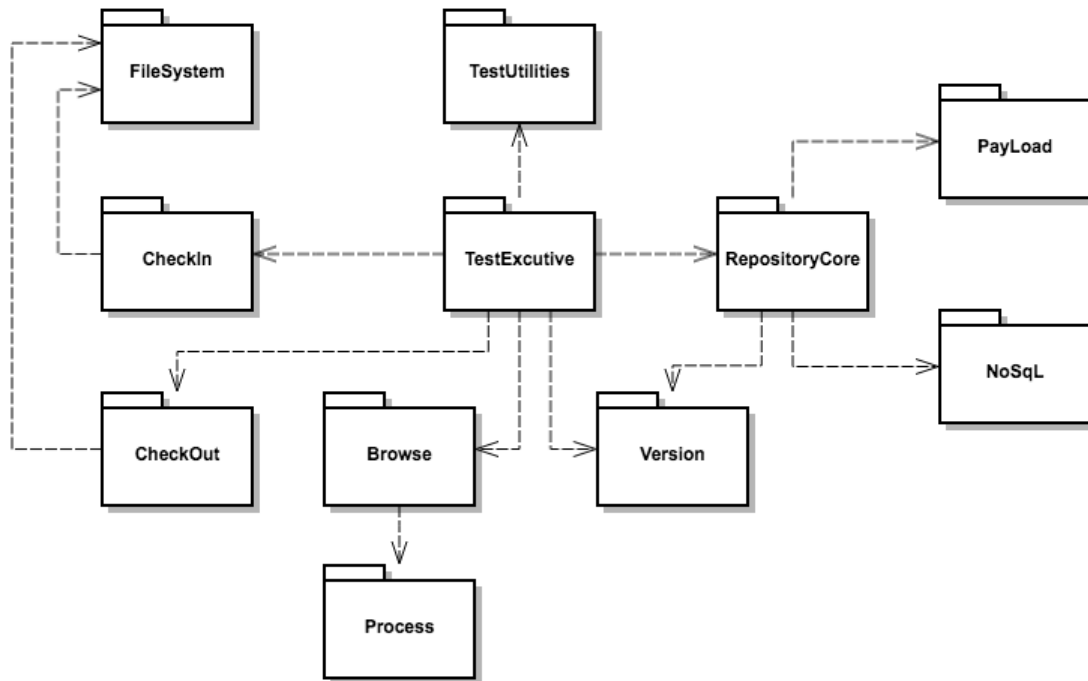 FileSystem
TestUtilities
PayLoad
CheckIn
TestExcutive
RepositoryCore
NoSqL
CheckOut
Browse
Version
Process